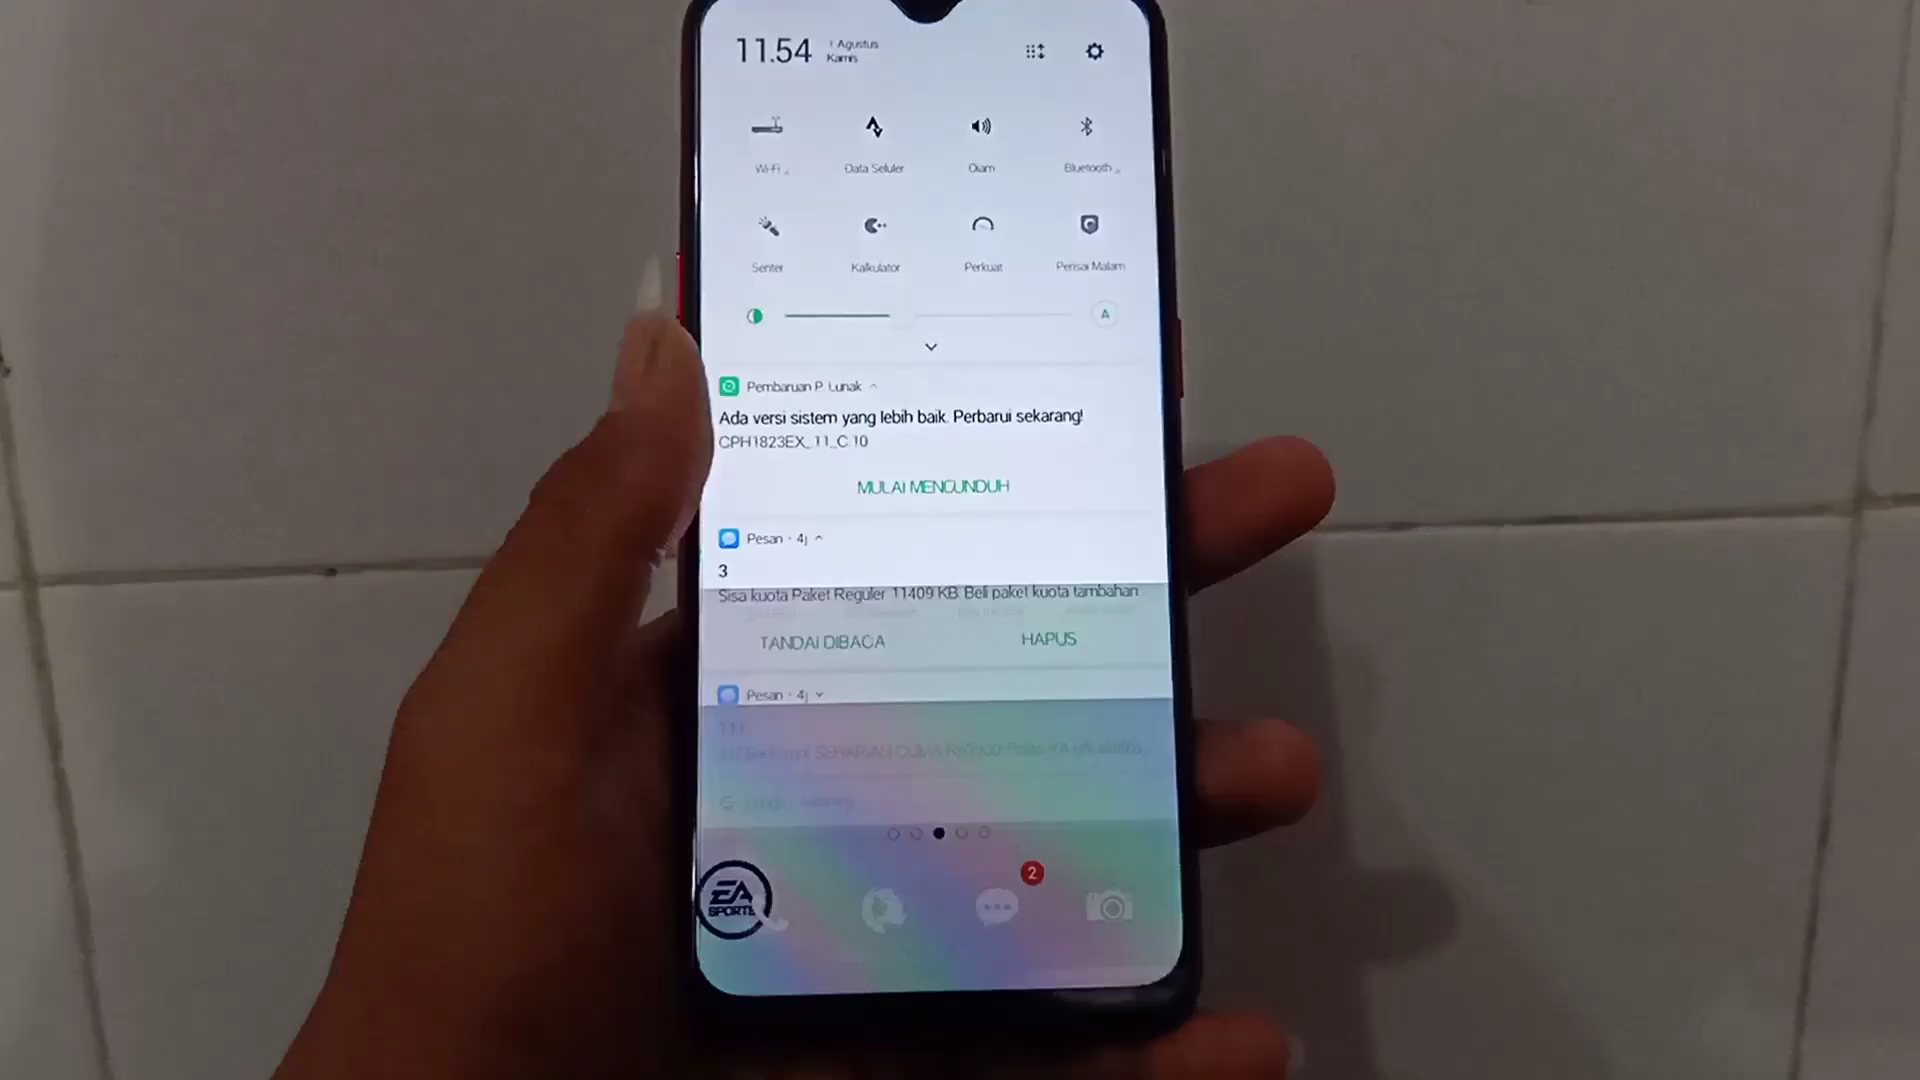 11.54
1 Agustus
Kamis
Wi-Fi
Data Seluler
Diam
Bluetooth
Senter
Kalkulator
Perkuat
Perisai Malam
A
Pembaruan P. Lunak
Ada versi sistem yang lebih baik. Perbarui sekarang!
CPH1823EX_11_C.10
MULAI MENGUNDUH
Pesan · 4j
3
Sisa kuota Paket Reguler 11409 KB. Beli paket kuota tambahan
TANDAI DIBACA
HAPUS
Pesan · 4j
111
2
EA
SPORTS